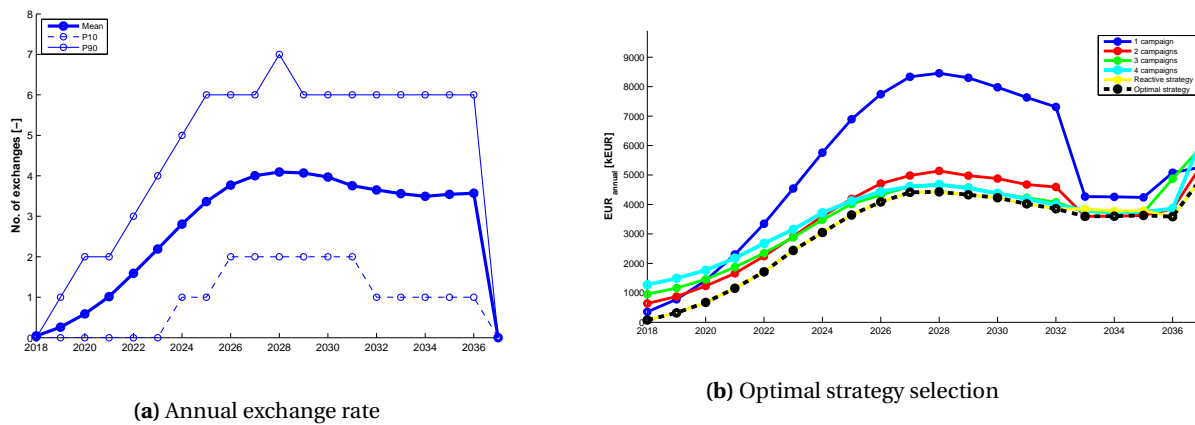 8
7
6
5
4
3
2
1
0
No. of exchanges [−]
Mean
P10
P90
2018 2020 2022 2024 2026 2028 2030 2032 2034 2036
(a) Annual exchange rate
9000
8000
7000
6000
5000
4000
3000
2000
1000
0
EUR annual [kEUR]
1 campaign
2 campaigns
3 campaigns
4 campaigns
Reactive strategy
Optimal strategy
2018 2020 2022 2024 2026 2028 2030 2032 2034 2036
(b) Optimal strategy selection